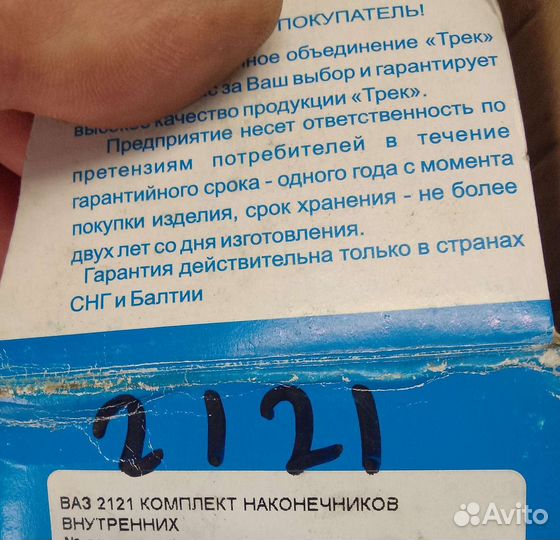 ПОКУПАТЕЛЬ!
объединение «Трек»
за Ваш выбор и гарантирует
качество продукции «Трек».
Предприятие несет ответственность по
претензиям потребителей в течение
гарантийного срока - одного года с момента
покупки изделия, срок хранения - не более
двух лет со дня изготовления.
Гарантия действительна только в странах
СНГ и Балтии
2121
ВАЗ 2121 КОМПЛЕКТ НАКОНЕЧНИКОВ
ВНУТРЕННИХ
Avito